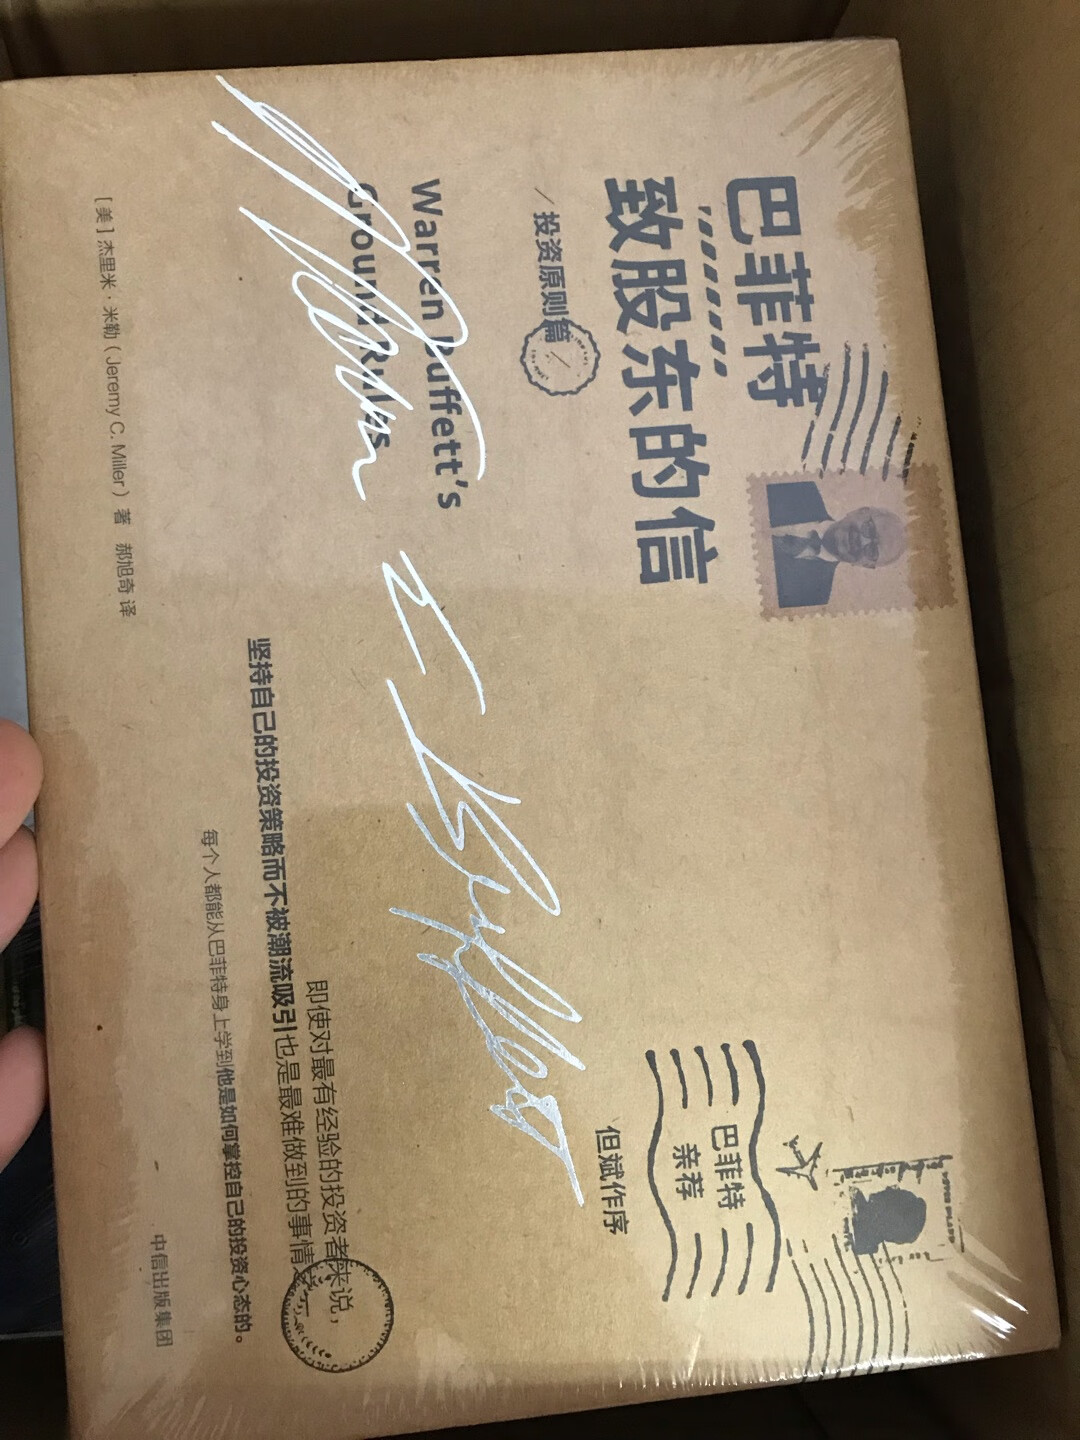 巴菲特
致股东的信
/投资原则篇/
Warren Buffett's
Ground Rules
[美] 杰里米·米勒 (Jeremy C. Miller) 著 郝旭奇 译
巴菲特
亲荐
但斌作序
即使对最有经验的投资者来说，
坚持自己的投资策略而不被潮流吸引也是最难做到的事情之一
每个人都能从巴菲特身上学到他是如何掌控自己的投资心态的。
中信出版集团